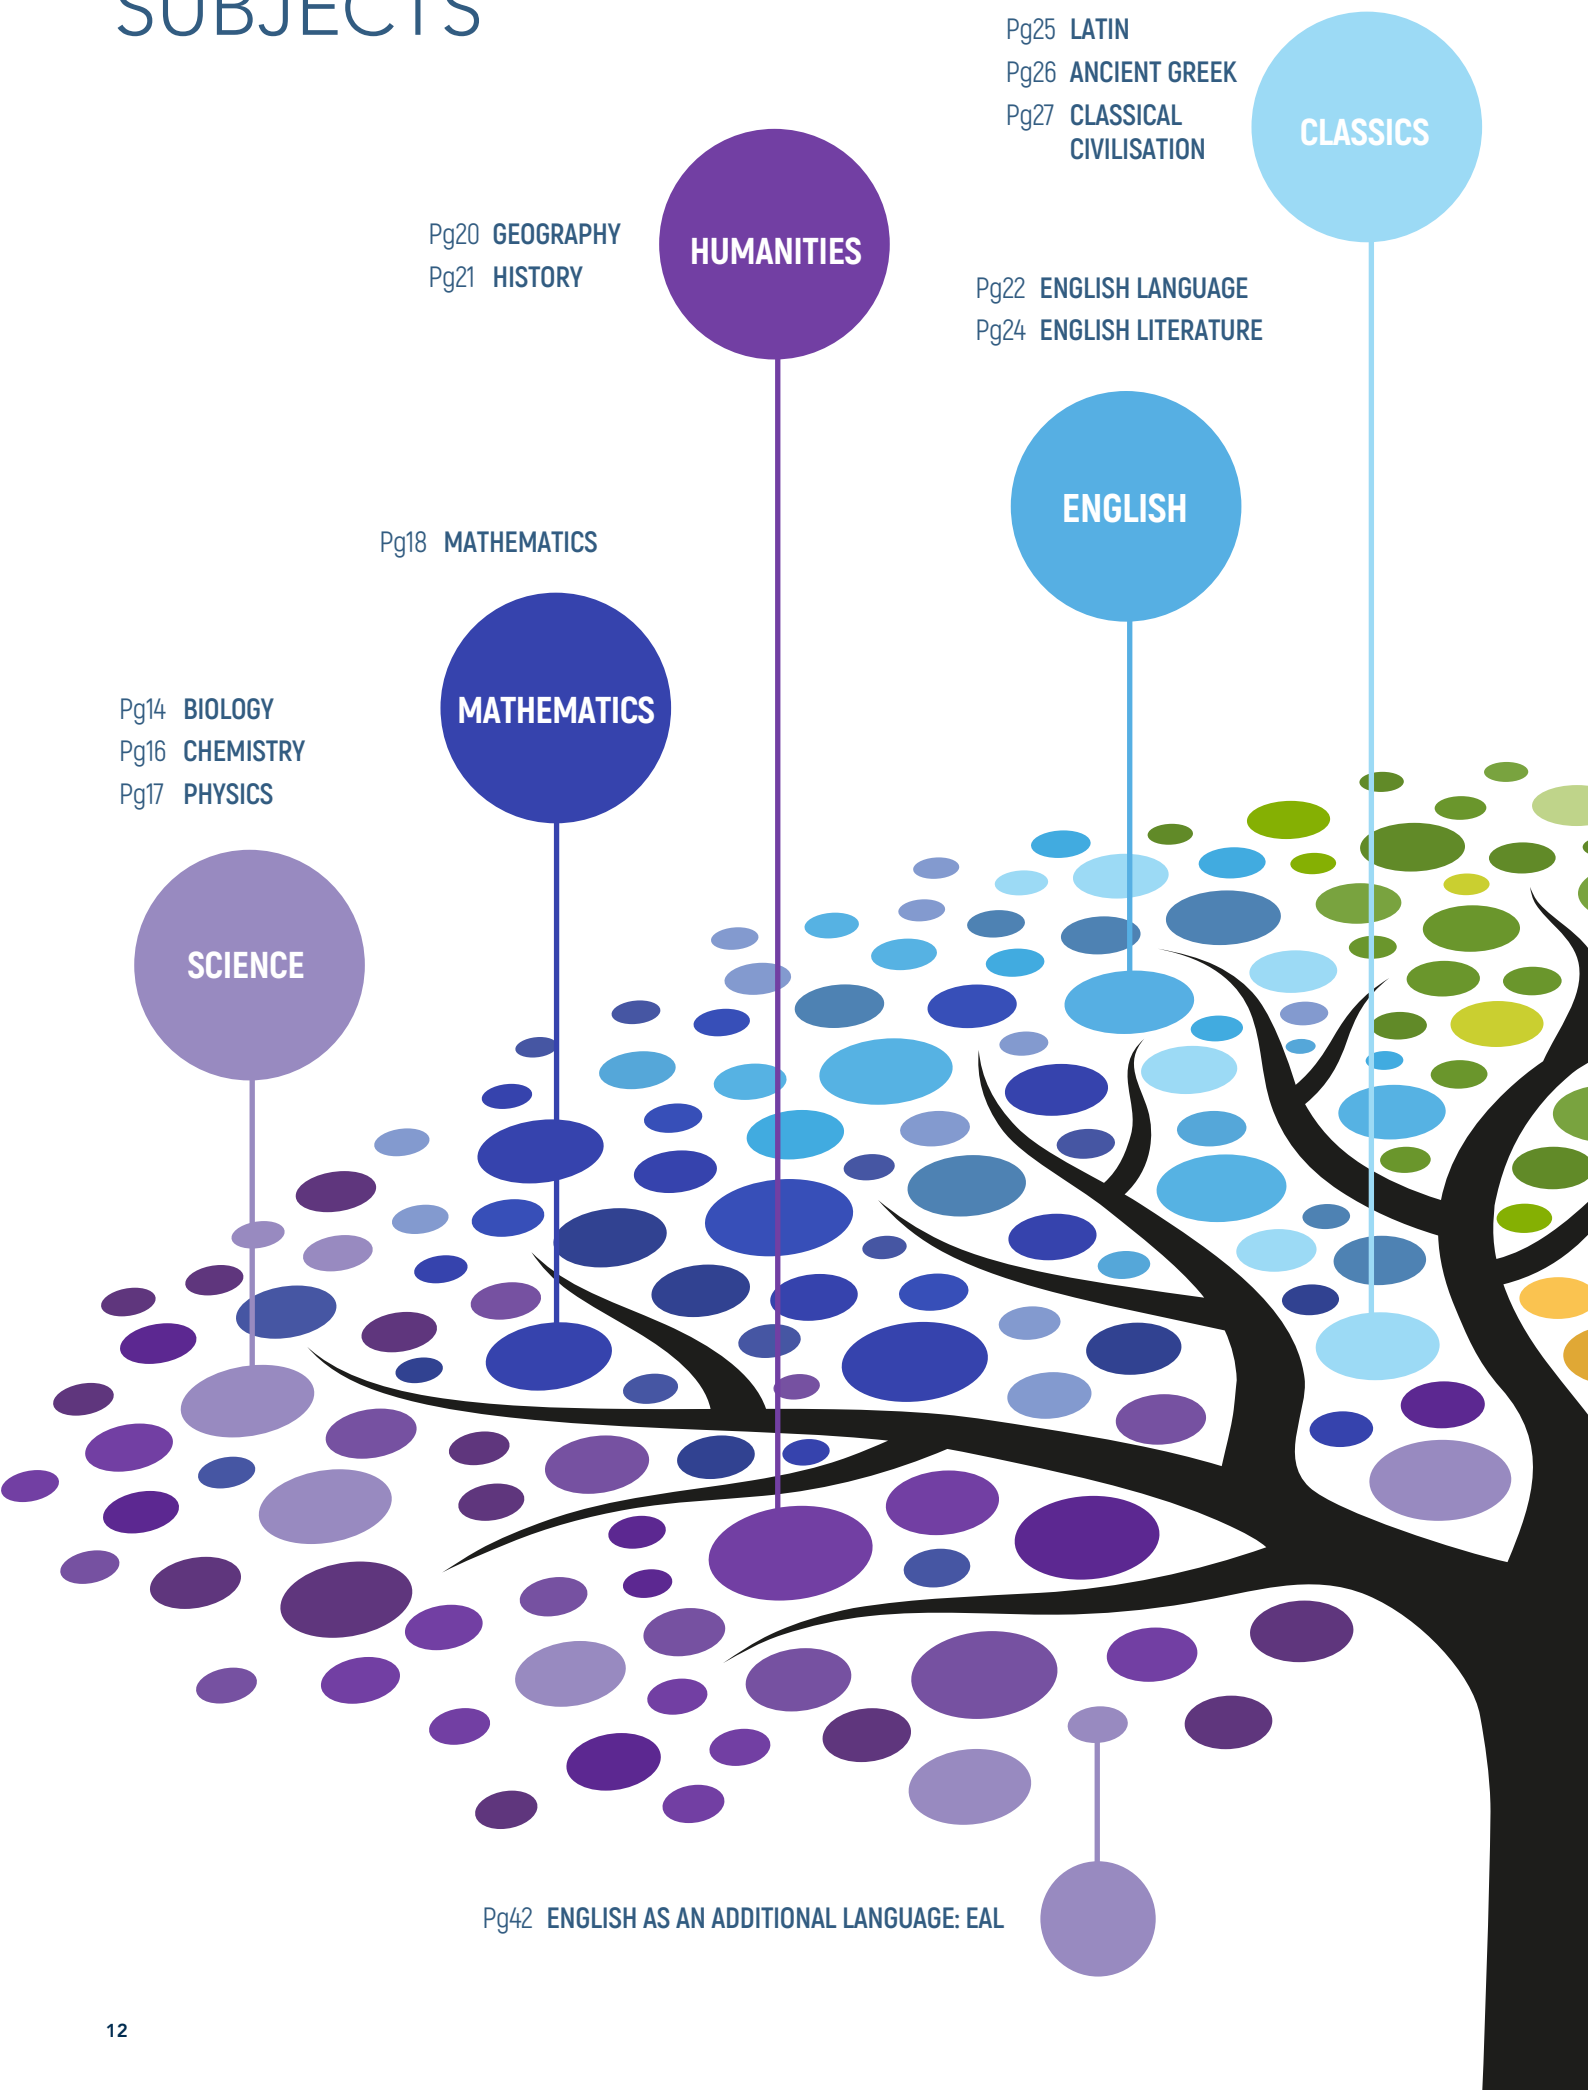 SUBJECTS
Pg25 LATIN
Pg26 ANCIENT GREEK
Pg27 CLASSICAL
CIVILISATION
CLASSICS
Pg20 GEOGRAPHY
Pg21 HISTORY
HUMANITIES
Pg22 ENGLISH LANGUAGE
Pg24 ENGLISH LITERATURE
ENGLISH
Pg18 MATHEMATICS
MATHEMATICS
Pg14 BIOLOGY
Pg16 CHEMISTRY
Pg17 PHYSICS
SCIENCE
Pg42 ENGLISH AS AN ADDITIONAL LANGUAGE: EAL
12